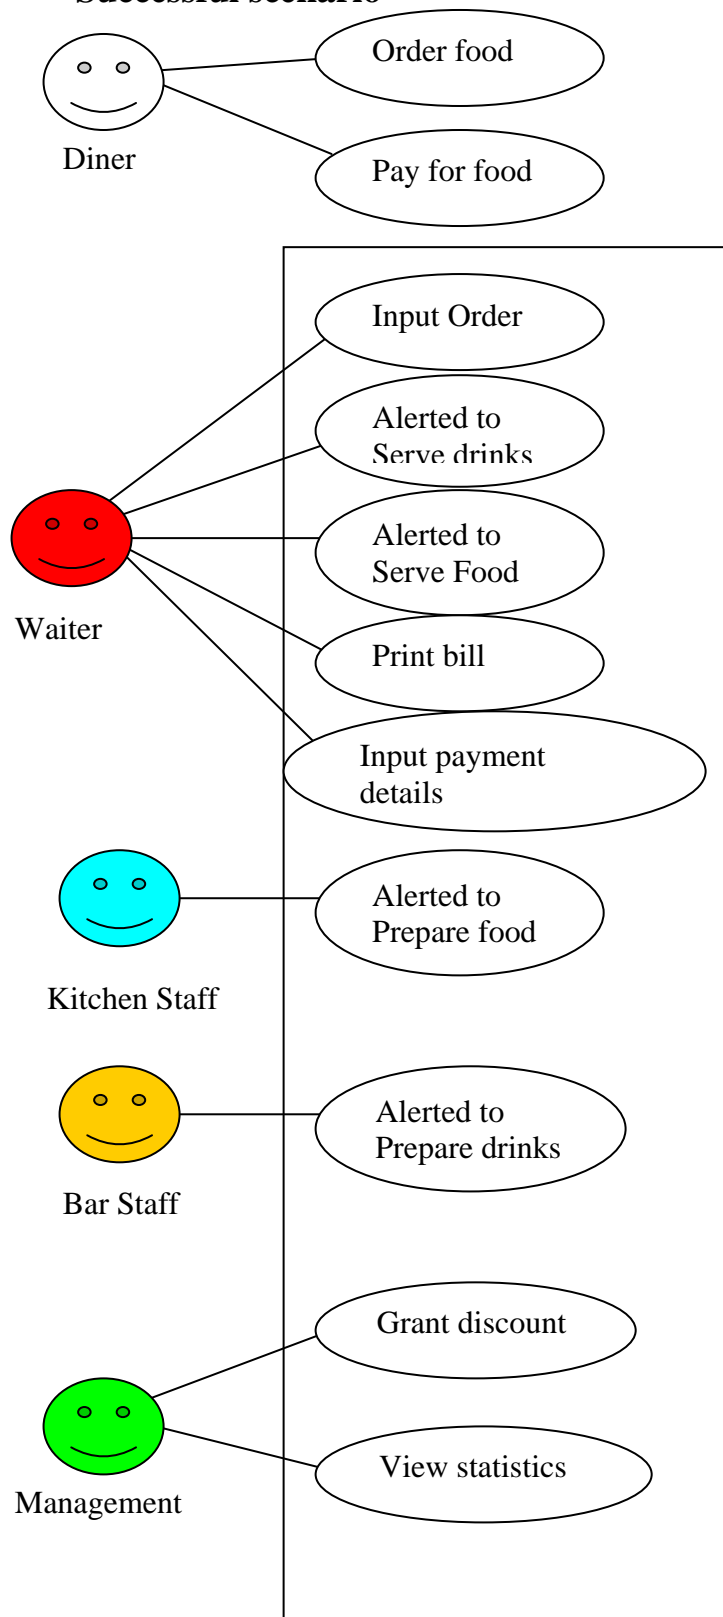 Successful scenario
Order food
Diner
Pay for food
Input Order
Alerted to
Serve drinks
Alerted to
Serve Food
Waiter
Print bill
Input payment
details
Alerted to
Prepare food
Kitchen Staff
Alerted to
Prepare drinks
Bar Staff
Grant discount
View statistics
Management